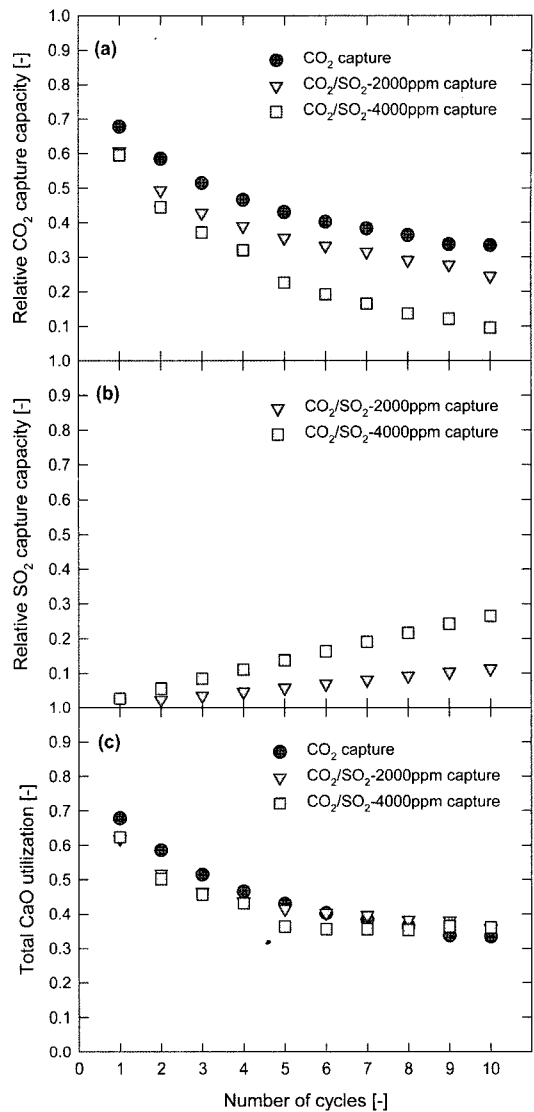 1.0
(a)
0.9
CO₂ capture
0.8
CO₂/SO₂-2000ppm capture
0.7
CO₂/SO₂-4000ppm capture
0.6
0.5
0.4
0.3
0.2
0.1
Relative CO₂ capture capacity [-]
1.0
(b)
0.9
CO₂/SO₂-2000ppm capture
0.8
CO₂/SO₂-4000ppm capture
0.7
0.6
0.5
0.4
0.3
0.2
0.1
Relative SO₂ capture capacity [-]
1.0
(c)
0.9
CO₂ capture
0.8
CO₂/SO₂-2000ppm capture
0.7
CO₂/SO₂-4000ppm capture
0.6
0.5
0.4
0.3
0.2
0.1
0.0
Total CaO utilization [-]
0 1 2 3 4 5 6 7 8 9 10
Number of cycles [-]